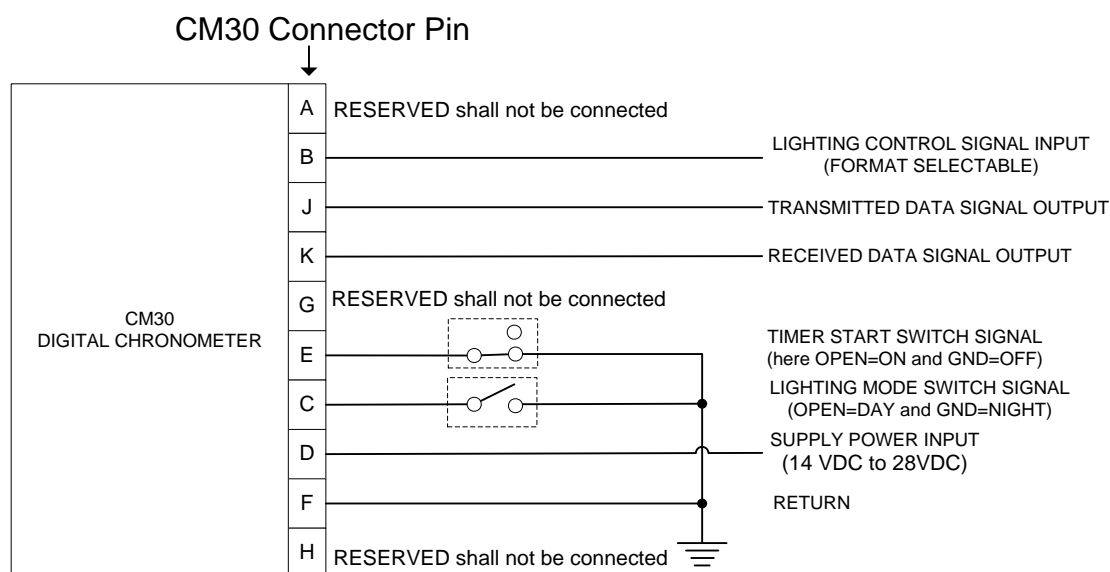 CM30 Connector Pin
A RESERVED shall not be connected
B LIGHTING CONTROL SIGNAL INPUT
(FORMAT SELECTABLE)
J TRANSMITTED DATA SIGNAL OUTPUT
K RECEIVED DATA SIGNAL OUTPUT
G RESERVED shall not be connected
CM30
DIGITAL CHRONOMETER
E TIMER START SWITCH SIGNAL
(here OPEN=ON and GND=OFF)
C LIGHTING MODE SWITCH SIGNAL
(OPEN=DAY and GND=NIGHT)
D SUPPLY POWER INPUT
(14 VDC to 28VDC)
F RETURN
H RESERVED shall not be connected